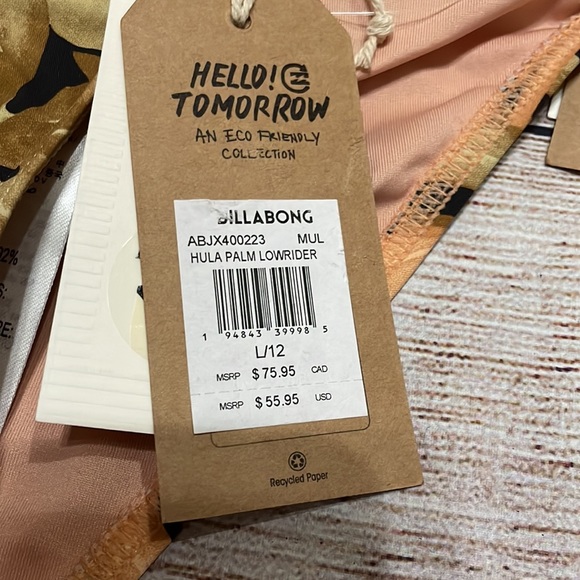 HELLO!
TOMORROW
AN ECO FRIENDLY
COLLECTION
BILLABONG
ABJX400223 MUL
HULA PALM LOWRIDER
1 94843 39998 5
L/12
MSRP $75.95 CAD
MSRP $55.95 USD
Recycled Paper